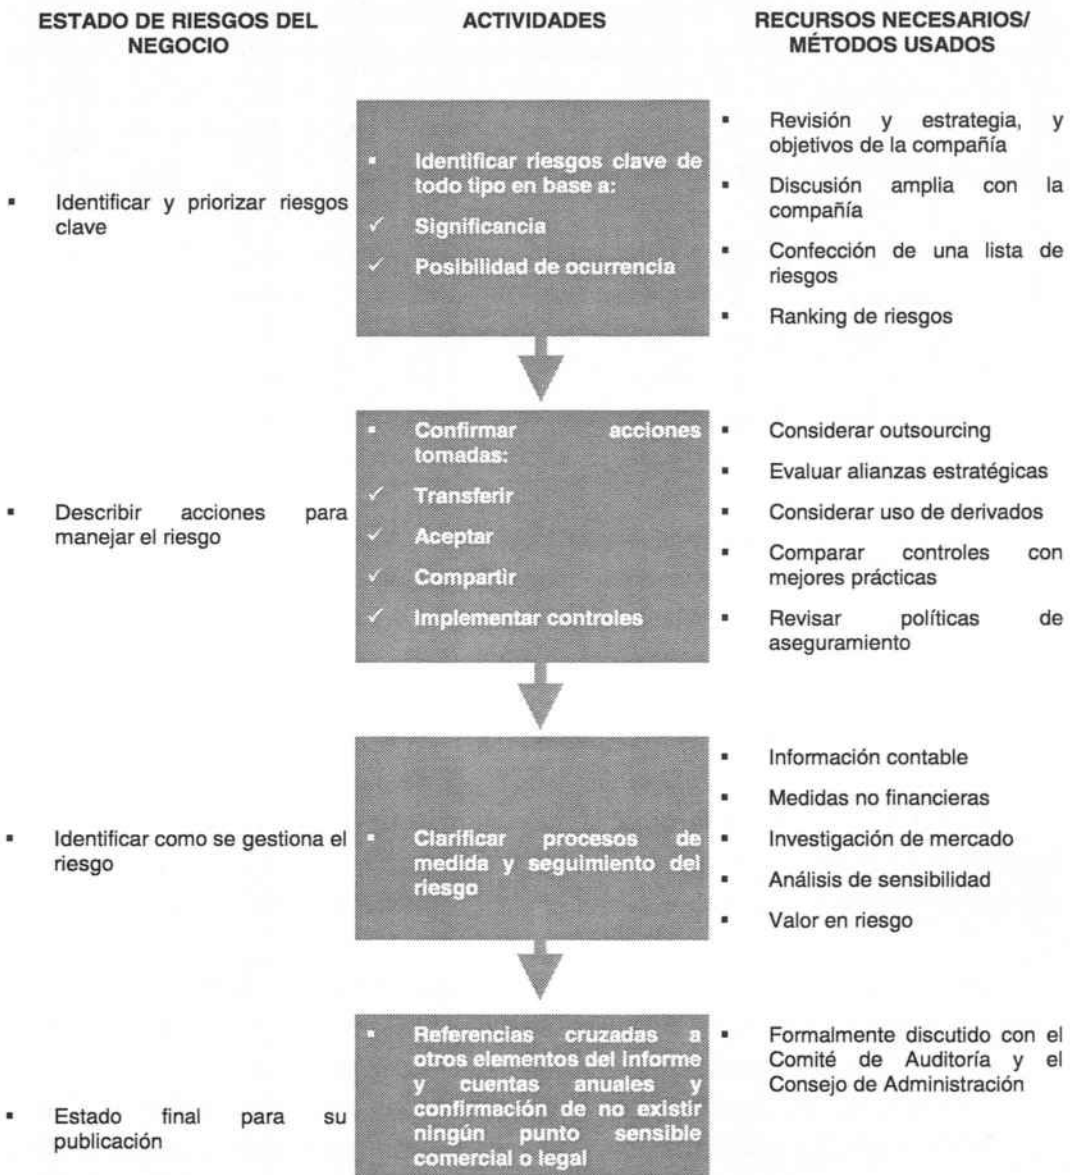 ESTADO DE RIESGOS DEL
NEGOCIO
ACTIVIDADES
RECURSOS NECESARIOS/
MÉTODOS USADOS
▪ Identificar y priorizar riesgos
clave
▪ Identificar riesgos clave de
todo tipo en base a:
✓ Significancia
✓ Posibilidad de ocurrencia
▪ Revisión y estrategia, y
objetivos de la compañía
▪ Discusión amplia con la
compañía
▪ Confección de una lista de
riesgos
▪ Ranking de riesgos
▪ Describir acciones para
manejar el riesgo
▪ Confirmar acciones
tomadas:
✓ Transferir
✓ Aceptar
✓ Compartir
✓ Implementar controles
▪ Considerar outsourcing
▪ Evaluar alianzas estratégicas
▪ Considerar uso de derivados
▪ Comparar controles con
mejores prácticas
▪ Revisar políticas de
aseguramiento
▪ Identificar como se gestiona el
riesgo
▪ Clarificar procesos de
medida y seguimiento del
riesgo
▪ Información contable
▪ Medidas no financieras
▪ Investigación de mercado
▪ Análisis de sensibilidad
▪ Valor en riesgo
▪ Estado final para su
publicación
▪ Referencias cruzadas a
otros elementos del informe
y cuentas anuales y
confirmación de no existir
ningún punto sensible
comercial o legal
▪ Formalmente discutido con el
Comité de Auditoría y el
Consejo de Administración